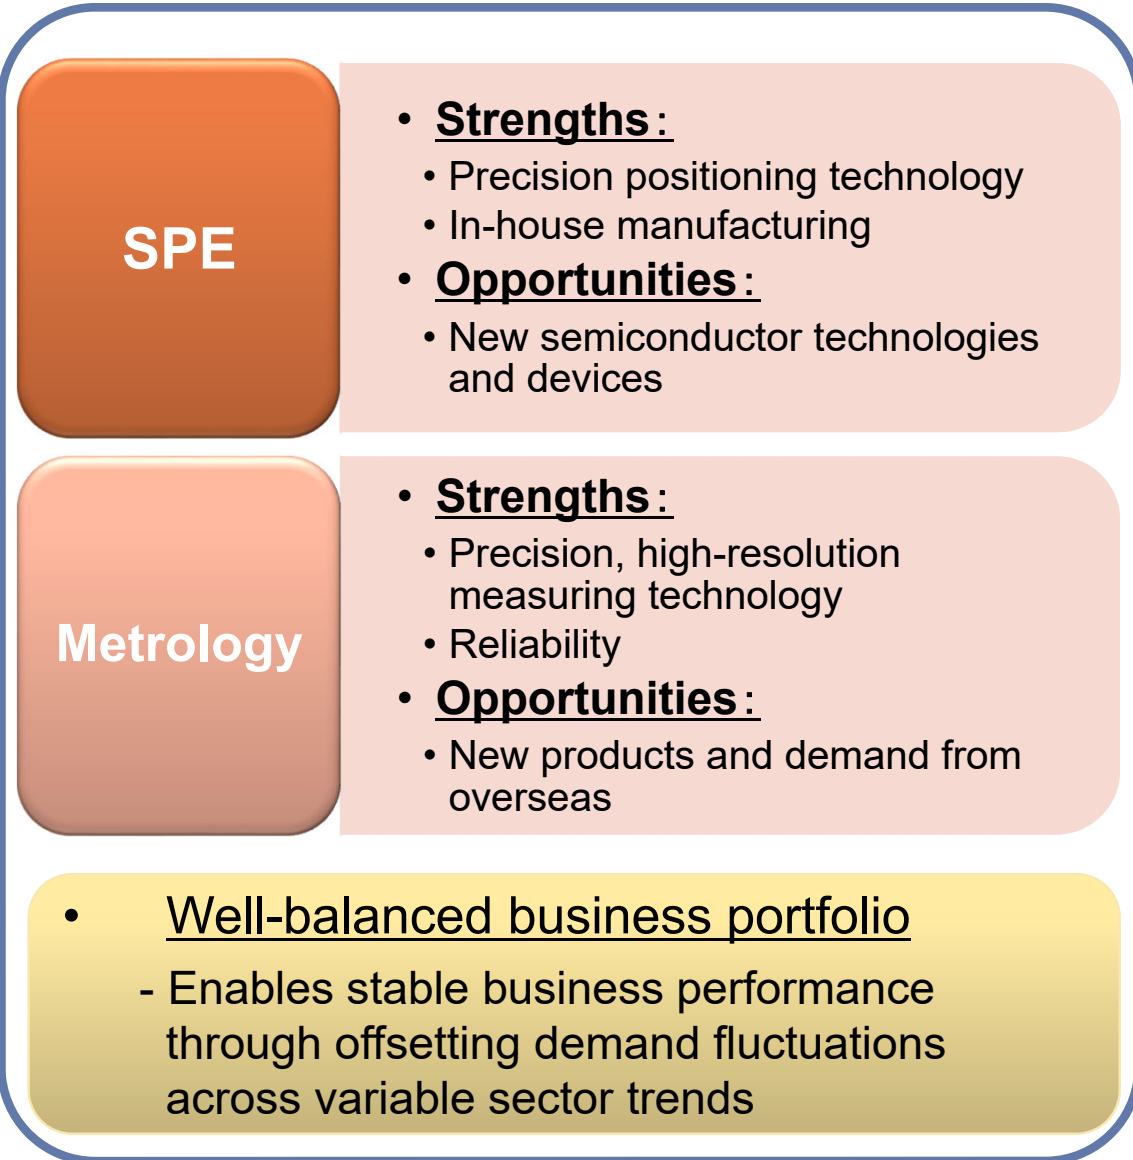 SPE
• Strengths：
• Precision positioning technology
• In-house manufacturing
• Opportunities：
• New semiconductor technologies
and devices
Metrology
• Strengths：
• Precision, high-resolution
measuring technology
• Reliability
• Opportunities：
• New products and demand from
overseas
• Well-balanced business portfolio
- Enables stable business performance
through offsetting demand fluctuations
across variable sector trends